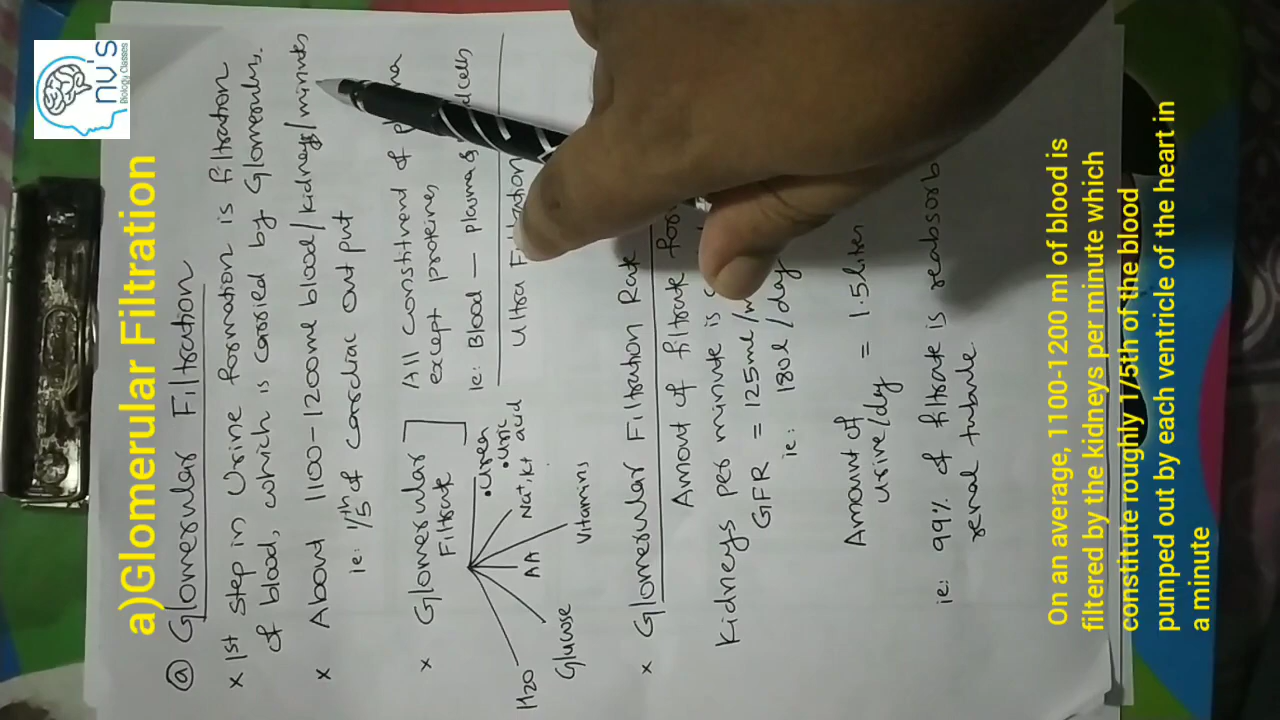 a)Glomerular Filtration
nv's
Biology Classes
ⓐ Glomerular Filtration
x 1st step in Urine formation is filtration
of blood, which is carried by Glomerulus.
x About 1100-1200ml blood/kidneys/minutes
ie: 1/5th of cardiac output
x Glomerular
Filtrate
All constituent of
except proteins
ie: Blood — plasma &
Ultra Filtration
H2O
Glucose
AA
Vitamins
Na+, K+
• Uric
acid
• Urea
x Glomerular Filtration Rate
Amount of filtrate
Kidneys per minute is
GFR = 125ml/
ie: 180l/day
Amount of
urine/dy = 1.5liter
ie: 99% of filtrate is reabsorb
renal tubule.
On an average, 1100-1200 ml of blood is
filtered by the kidneys per minute which
constitute roughly 1/5th of the blood
pumped out by each ventricle of the heart in
a minute